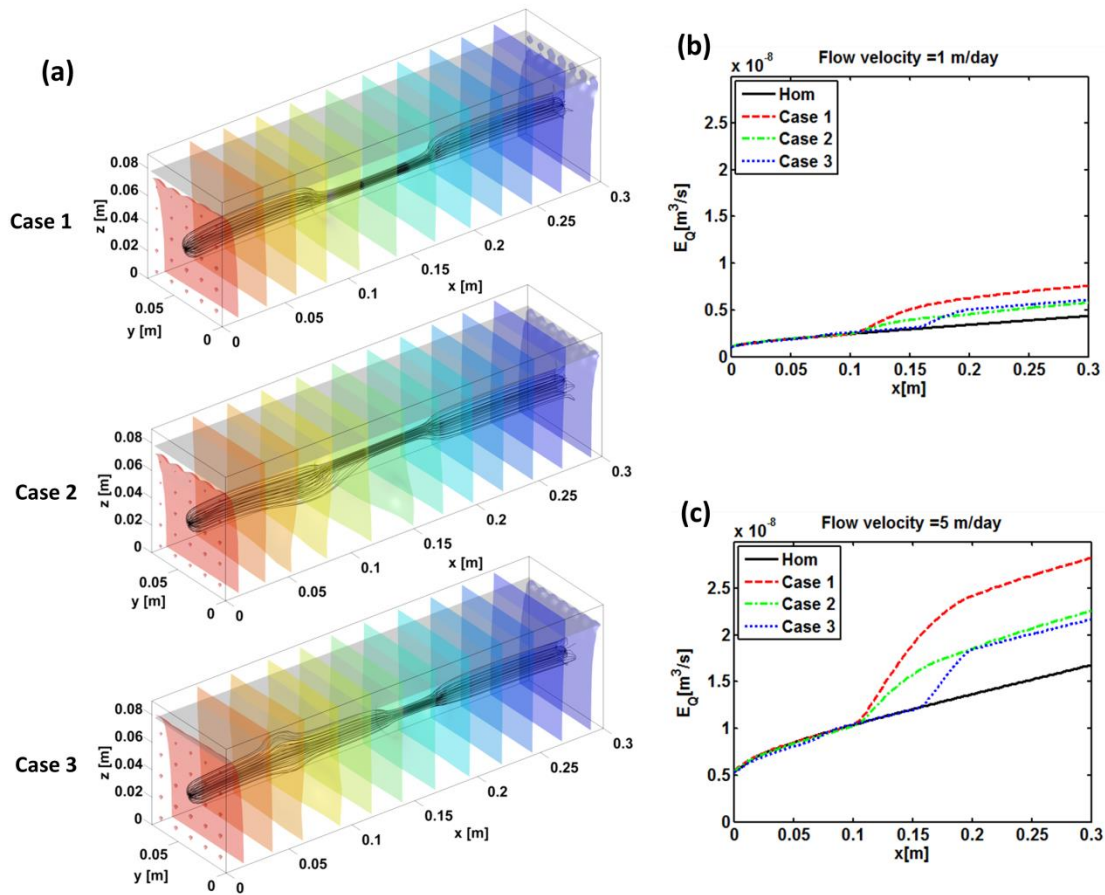 (a)
Case 1
0.08
0.06
0.04
0.02
0
z [m]
0.05
0
y [m]
0
0.05
0.1
0.15
0.2
0.25
0.3
x [m]
Case 2
0.08
0.06
0.04
0.02
0
z [m]
0.05
0
y [m]
0
0.05
0.1
0.15
0.2
0.25
0.3
x [m]
Case 3
0.08
0.06
0.04
0.02
0
z [m]
0.05
0
y [m]
0
0.05
0.1
0.15
0.2
0.25
0.3
x [m]
(b)
Flow velocity =1 m/day
x 10⁻⁸
Hom
Case 1
Case 2
Case 3
2.5
2
1.5
1
0.5
0
E_Q[m³/s]
0 0.05 0.1 0.15 0.2 0.25 0.3
x[m]
(c)
Flow velocity =5 m/day
x 10⁻⁸
Hom
Case 1
Case 2
Case 3
2.5
2
1.5
1
0.5
0
E_Q[m³/s]
0 0.05 0.1 0.15 0.2 0.25 0.3
x[m]